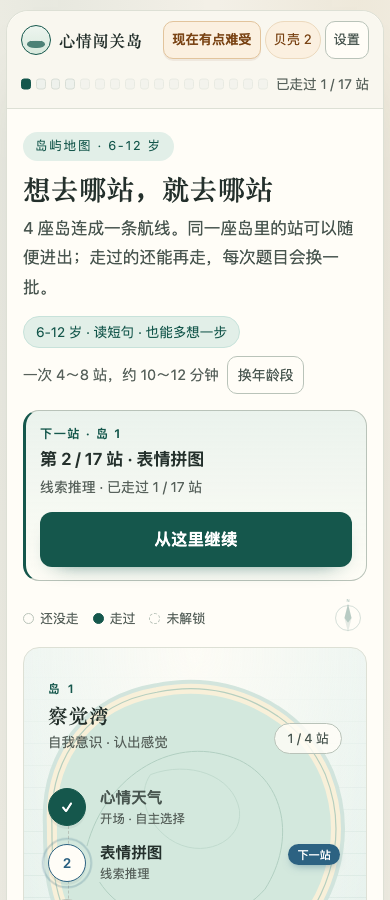 心情闯关岛
现在有点难受
贝壳 2
设置
已走过 1 / 17 站
岛屿地图 · 6-12 岁
想去哪站，就去哪站
4 座岛连成一条航线。同一座岛里的站可以随
便进出；走过的还能再走，每次题目会换一
批。
6-12 岁 · 读短句 · 也能多想一步
一次 4～8 站，约 10～12 分钟
换年龄段
下一站 · 岛 1
第 2 / 17 站 · 表情拼图
线索推理 · 已走过 1 / 17 站
从这里继续
还没走
走过
未解锁
岛 1
察觉湾
自我意识 · 认出感觉
1 / 4 站
心情天气
开场 · 自主选择
2
表情拼图
线索推理
下一站